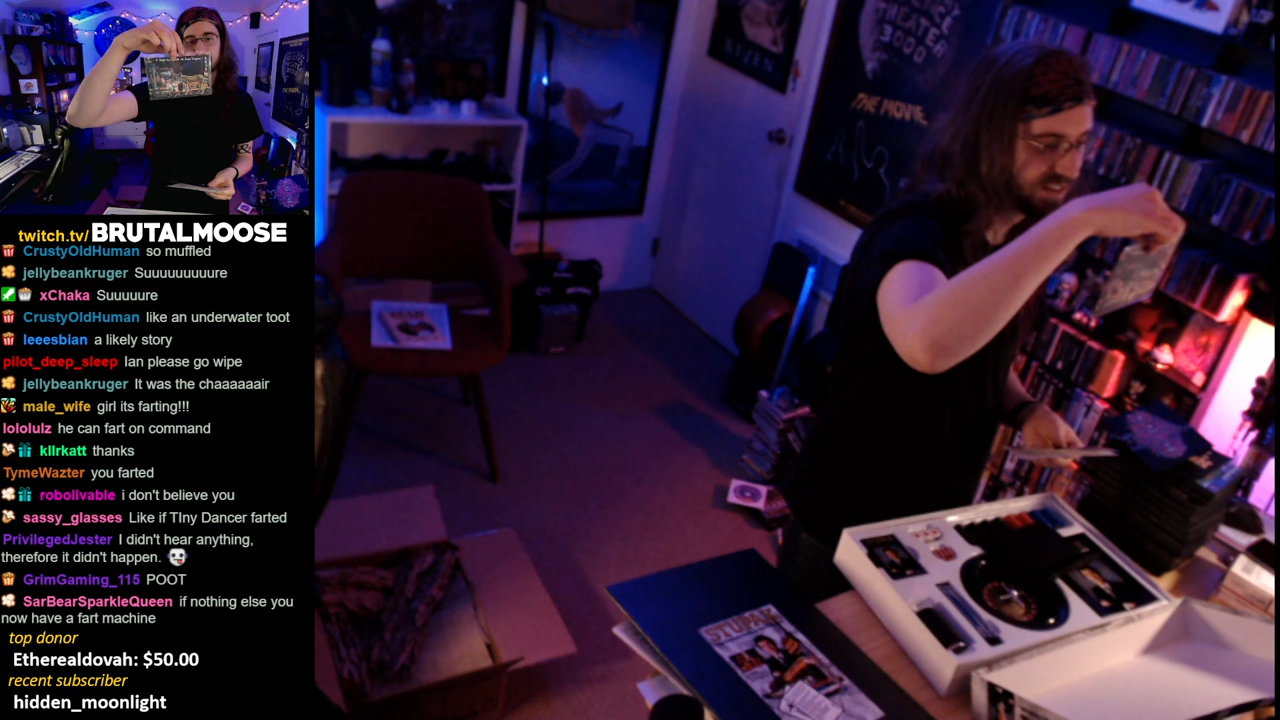 twitch.tv/BRUTALMOOSE
CrustyOldHuman so muffled
jellybeankruger Suuuuuuuure
xChaka Suuuure
CrustyOldHuman like an underwater toot
leeesbian a likely story
pilot_deep_sleep Ian please go wipe
jellybeankruger It was the chaaaaaair
male_wife girl its farting!!!
lololulz he can fart on command
kllrkatt thanks
TymeWazter you farted
robolivable i don't believe you
sassy_glasses Like if TIny Dancer farted
PrivilegedJester I didn't hear anything,
therefore it didn't happen.
GrimGaming_115 POOT
SarBearSparkleQueen if nothing else you
now have a fart machine
top donor
Etherealdovah: $50.00
recent subscriber
hidden_moonlight
THEATER
3000
THE MOVIE